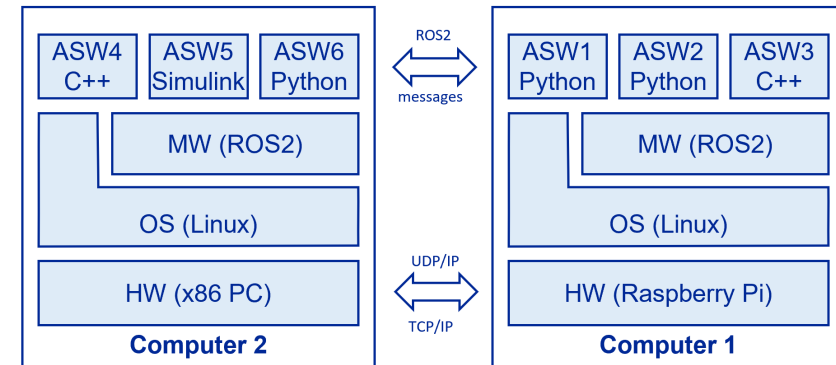 ASW4
C++
ASW5
Simulink
ASW6
Python
MW (ROS2)
OS (Linux)
HW (x86 PC)
Computer 2
ROS2
messages
UDP/IP
TCP/IP
ASW1
Python
ASW2
Python
ASW3
C++
MW (ROS2)
OS (Linux)
HW (Raspberry Pi)
Computer 1